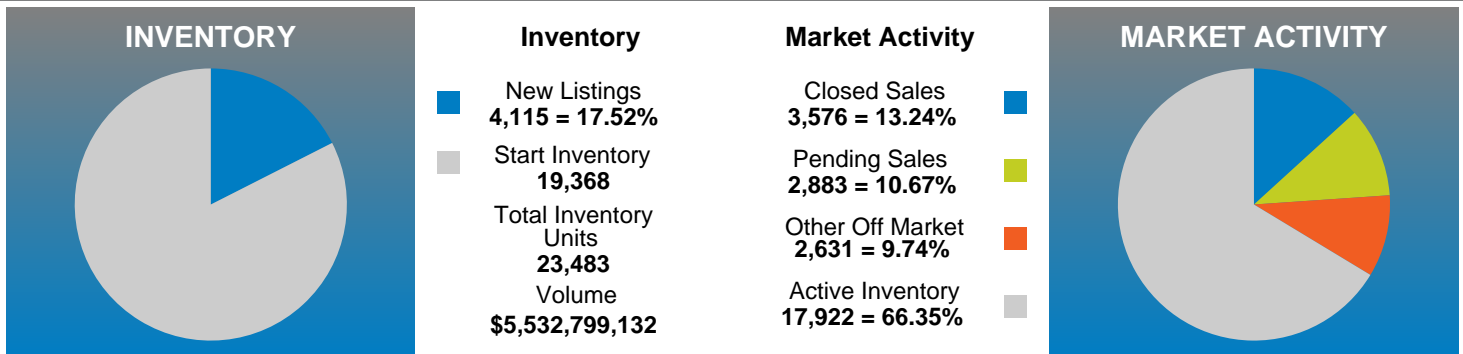 INVENTORY
Inventory
New Listings
4,115 = 17.52%
Start Inventory
19,368
Total Inventory
Units
23,483
Volume
$5,532,799,132
Market Activity
Closed Sales
3,576 = 13.24%
Pending Sales
2,883 = 10.67%
Other Off Market
2,631 = 9.74%
Active Inventory
17,922 = 66.35%
MARKET ACTIVITY